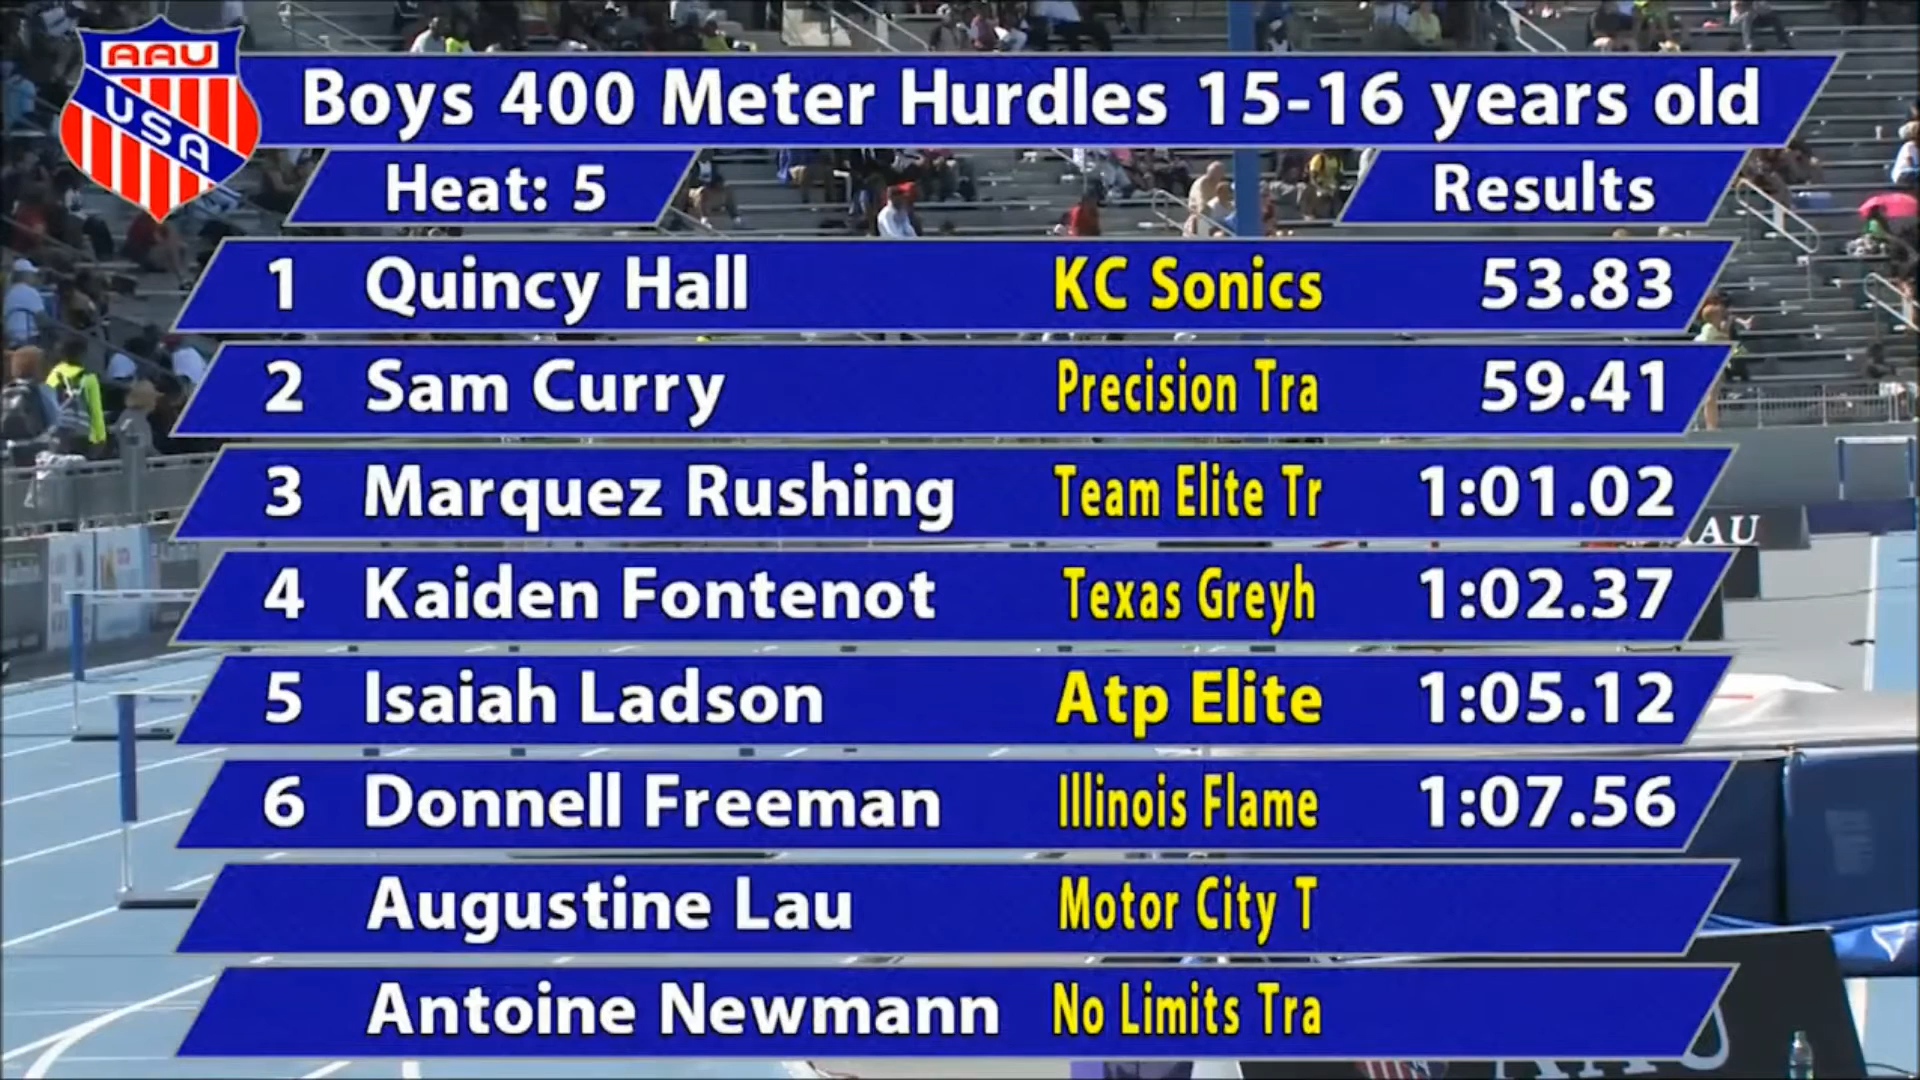 AAU
USA
Boys 400 Meter Hurdles 15-16 years old
Heat: 5
Results
1 Quincy Hall KC Sonics 53.83
2 Sam Curry Precision Tra 59.41
3 Marquez Rushing Team Elite Tr 1:01.02
4 Kaiden Fontenot Texas Greyh 1:02.37
5 Isaiah Ladson Atp Elite 1:05.12
6 Donnell Freeman Illinois Flame 1:07.56
Augustine Lau Motor City T
Antoine Newmann No Limits Tra
AAU
AAU